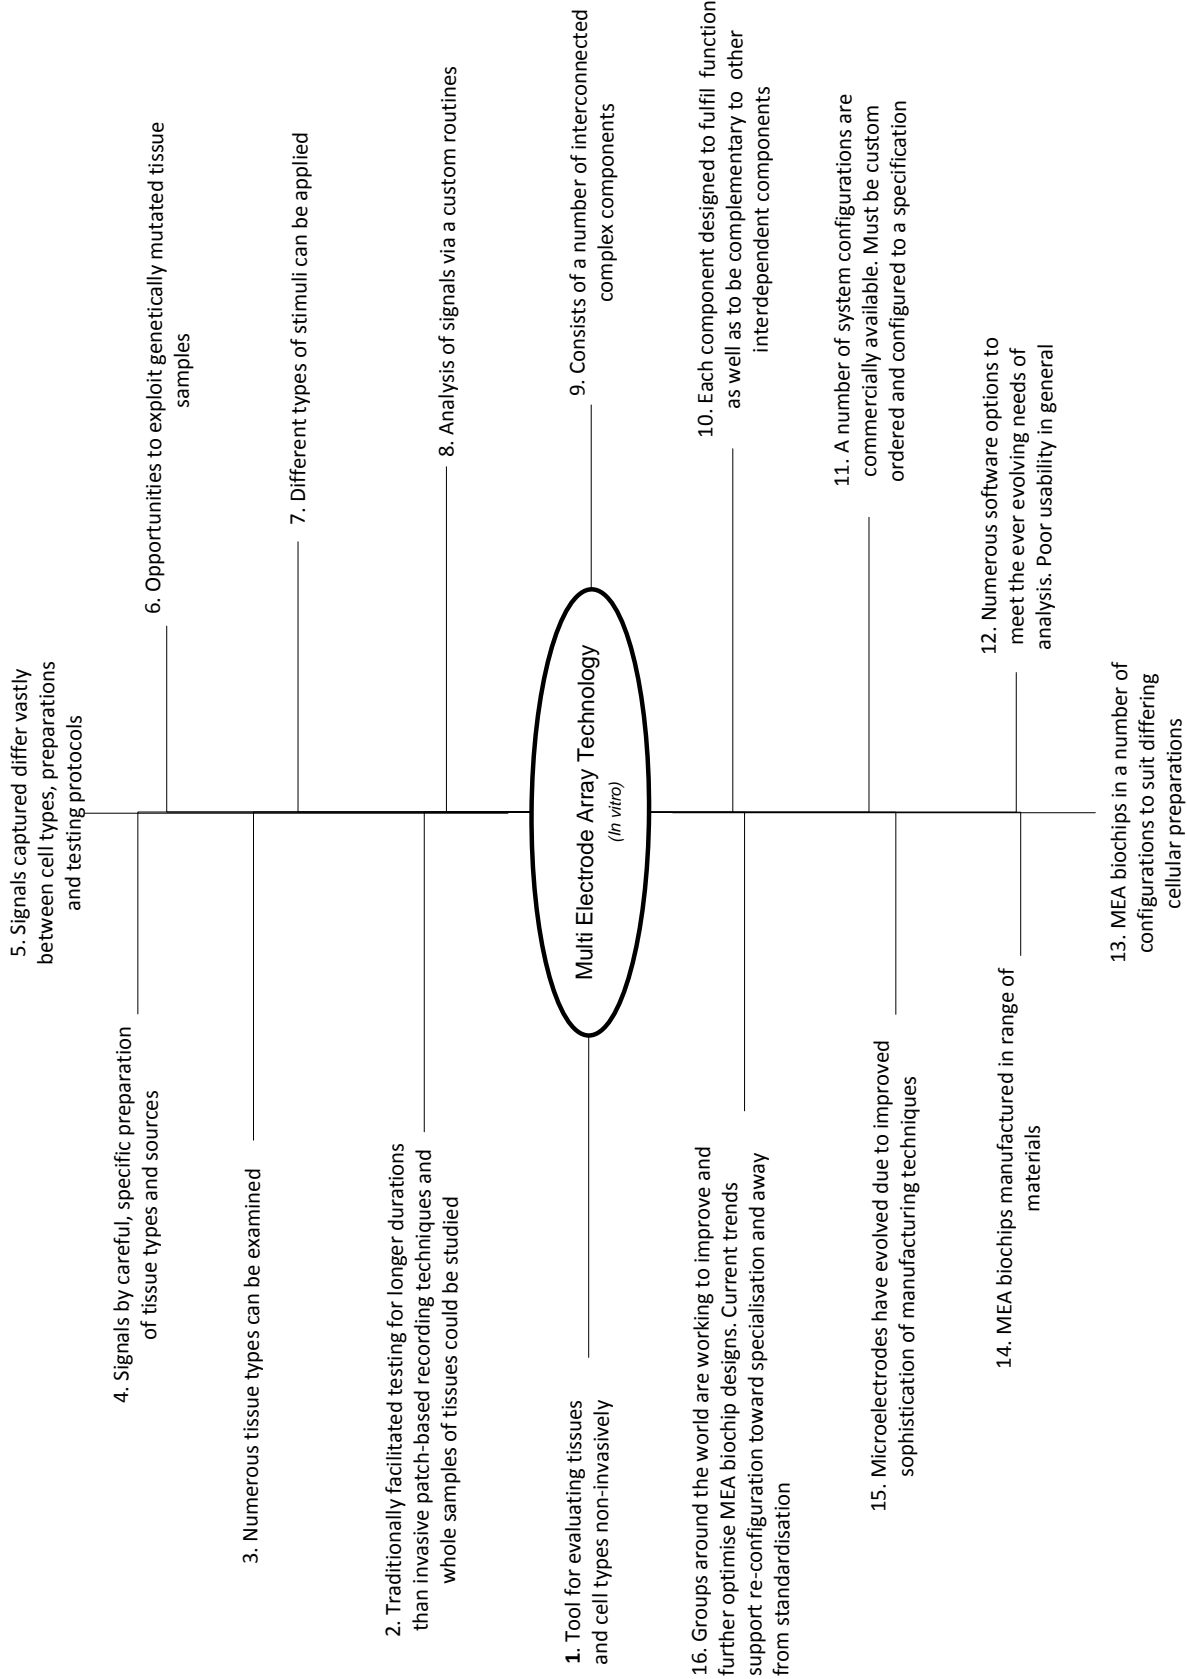 Multi Electrode Array Technology
(In vitro)
1. Tool for evaluating tissues
and cell types non-invasively
2. Traditionally facilitated testing for longer durations
than invasive patch-based recording techniques and
whole samples of tissues could be studied
3. Numerous tissue types can be examined
4. Signals by careful, specific preparation
of tissue types and sources
5. Signals captured differ vastly
between cell types, preparations
and testing protocols
6. Opportunities to exploit genetically mutated tissue
samples
7. Different types of stimuli can be applied
8. Analysis of signals via a custom routines
9. Consists of a number of interconnected
complex components
10. Each component designed to fulfil function
as well as to be complementary to other
interdependent components
11. A number of system configurations are
commercially available. Must be custom
ordered and configured to a specification
12. Numerous software options to
meet the ever evolving needs of
analysis. Poor usability in general
13. MEA biochips in a number of
configurations to suit differing
cellular preparations
14. MEA biochips manufactured in range of
materials
15. Microelectrodes have evolved due to improved
sophistication of manufacturing techniques
16. Groups around the world are working to improve and
further optimise MEA biochip designs. Current trends
support re-configuration toward specialisation and away
from standardisation